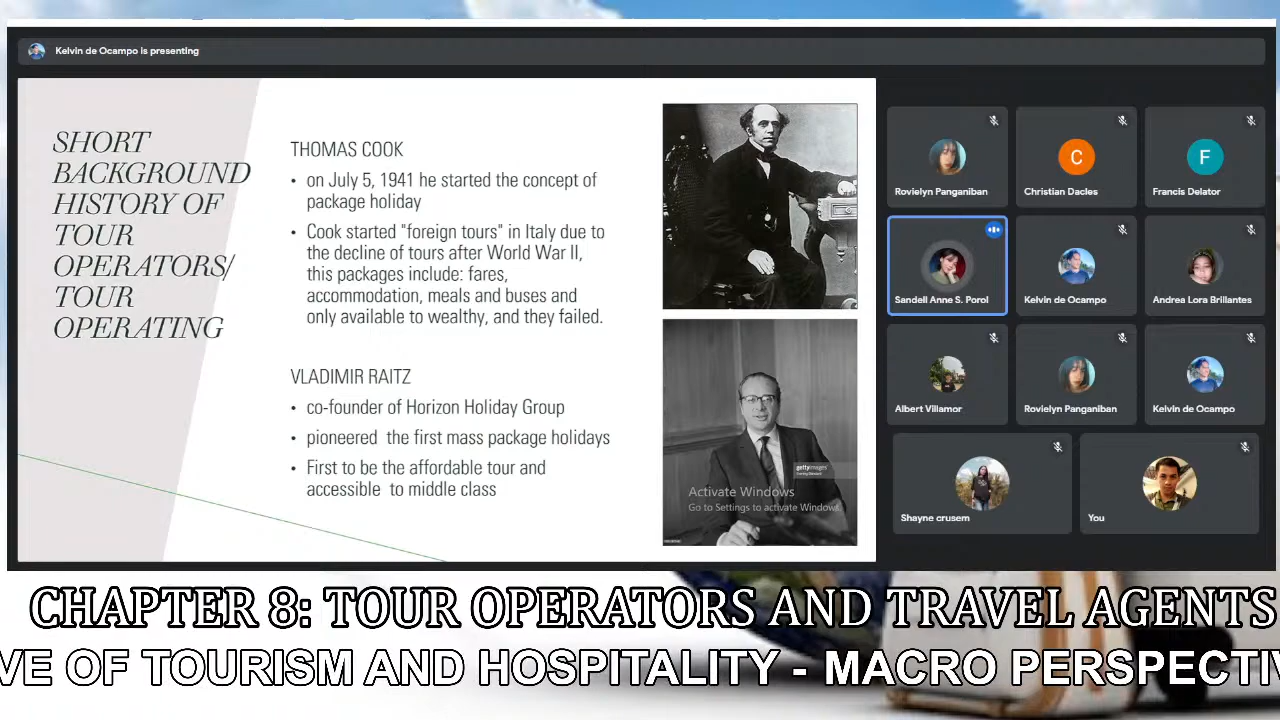 Kelvin de Ocampo is presenting
SHORT
BACKGROUND
HISTORY OF
TOUR
OPERATORS/
TOUR
OPERATING
THOMAS COOK
• on July 5, 1941 he started the concept of
package holiday
• Cook started "foreign tours" in Italy due to
the decline of tours after World War II,
this packages include: fares,
accommodation, meals and buses and
only available to wealthy, and they failed.
VLADIMIR RAITZ
• co-founder of Horizon Holiday Group
• pioneered the first mass package holidays
• First to be the affordable tour and
accessible to middle class
gettyimages
Activate Windows
Go to Settings to activate Windows.
Rovielyn Panganiban
C
Christian Dacles
F
Francis Delator
Sandell Anne S. Porol
Kelvin de Ocampo
Andrea Lora Brillantes
Albert Villamor
Rovielyn Panganiban
Kelvin de Ocampo
Shayne crusem
You
CHAPTER 8: TOUR OPERATORS AND TRAVEL AGENTS
VE OF TOURISM AND HOSPITALITY - MACRO PERSPECTIV